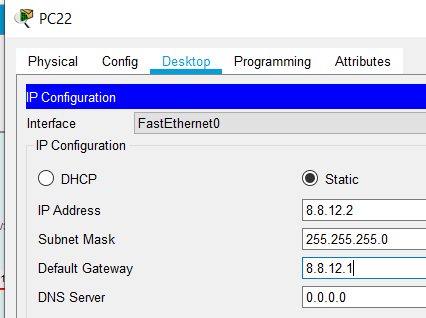 PC22
Physical Config Desktop Programming Attributes
IP Configuration
Interface FastEthernet0
IP Configuration
DHCP Static
IP Address 8.8.12.2
Subnet Mask 255.255.255.0
Default Gateway 8.8.12.1
DNS Server 0.0.0.0